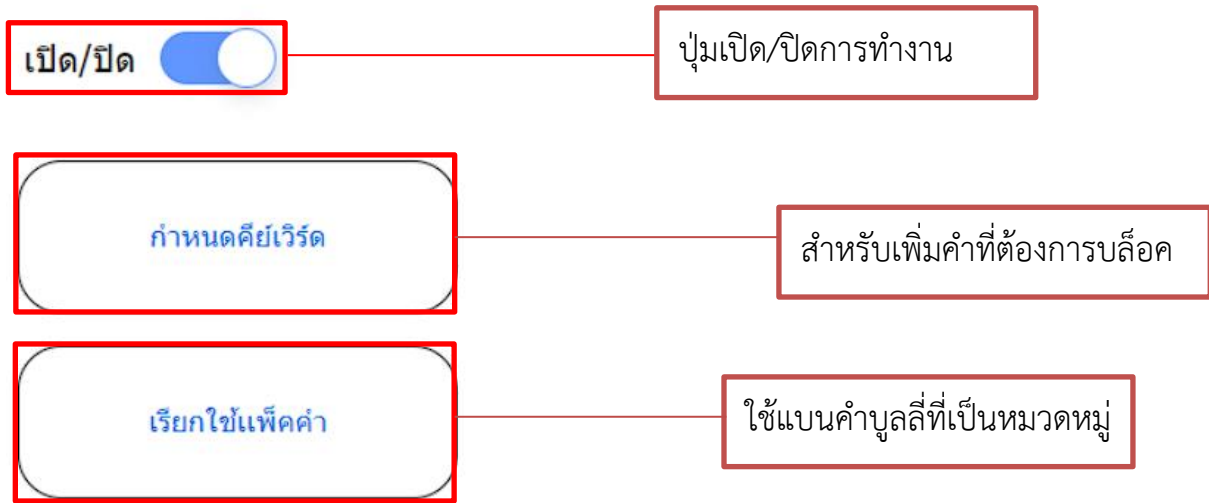 เปิด/ปิด
ปุ่มเปิด/ปิดการทำงาน
กำหนดคีย์เวิร์ด
สำหรับเพิ่มคำที่ต้องการบล็อค
เรียกใช้แพ็คคำ
ใช้แบนคำบูลลี่ที่เป็นหมวดหมู่